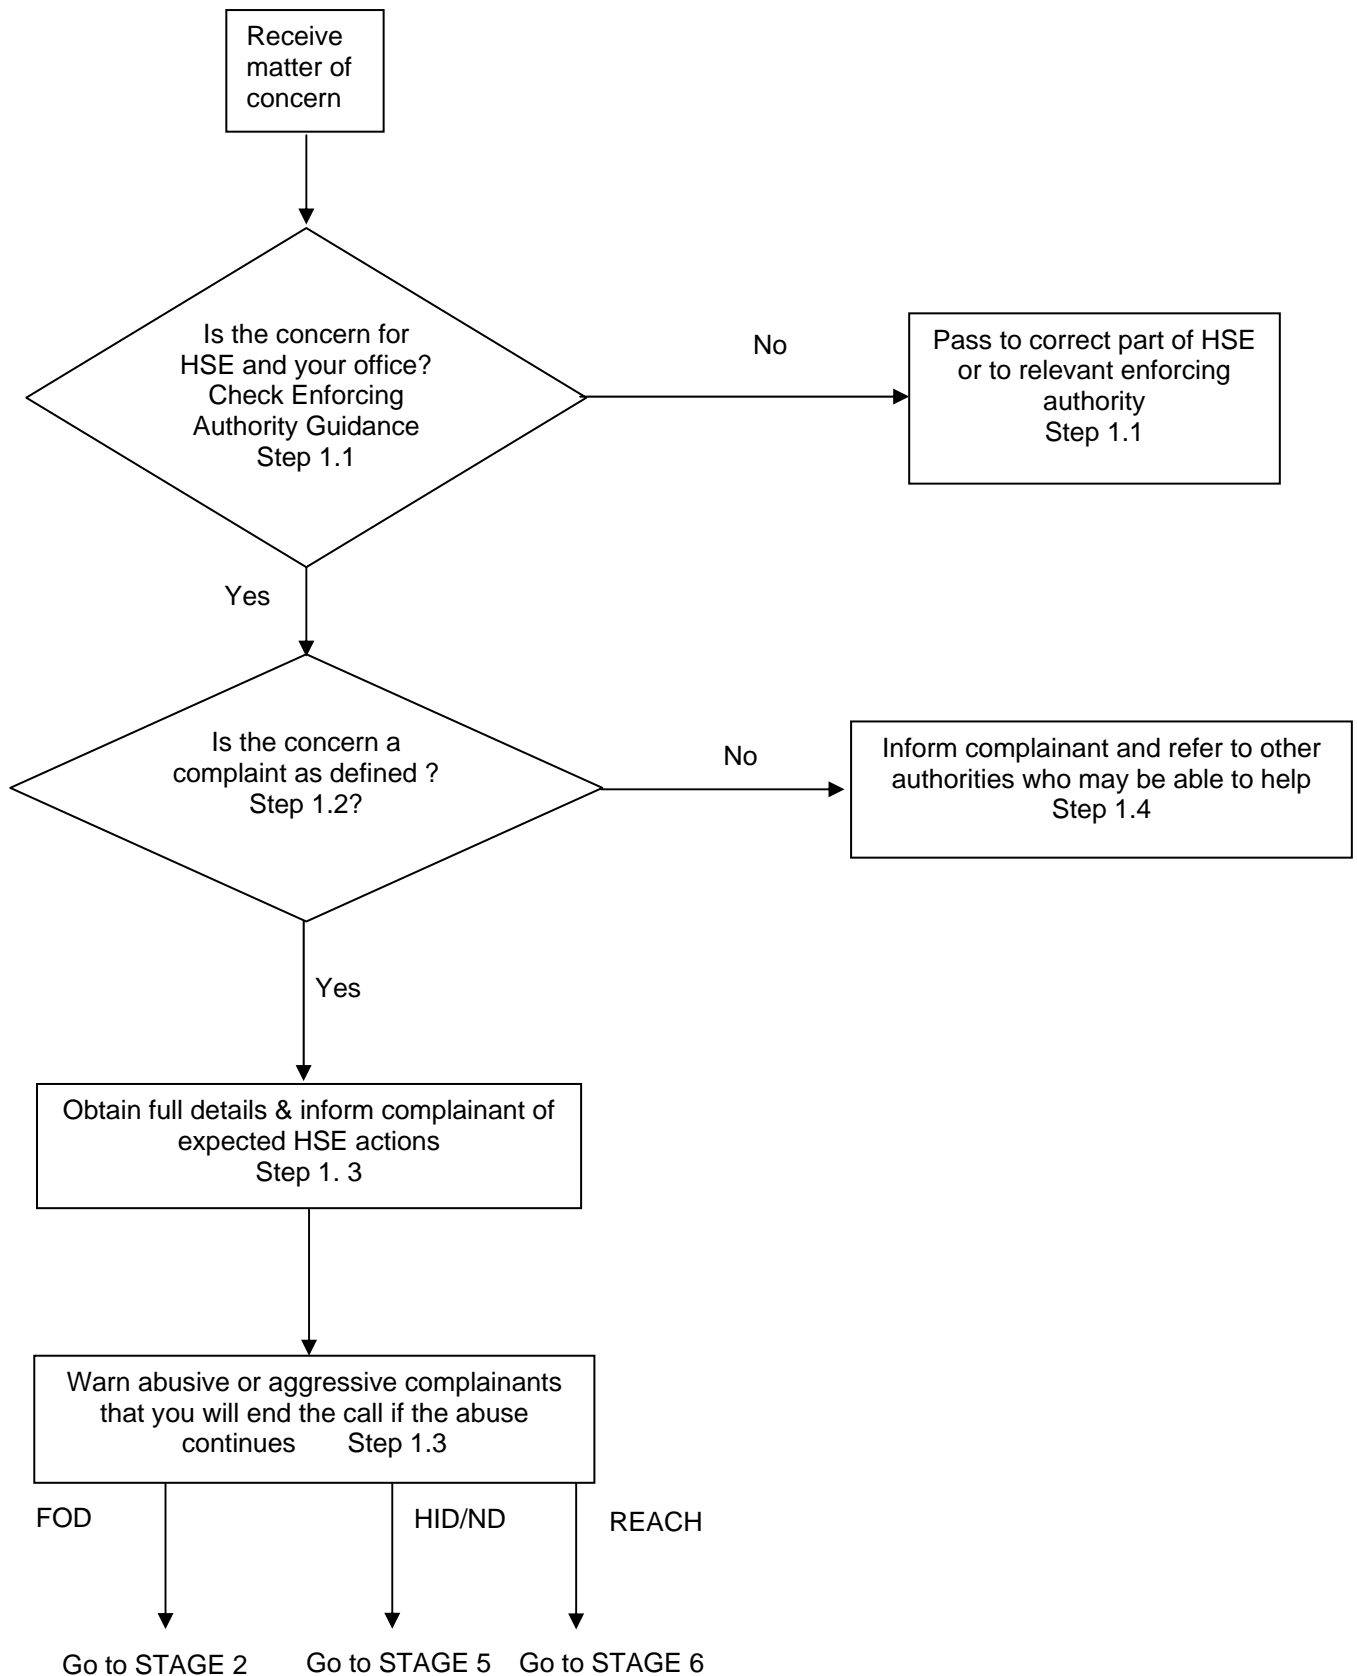 Receive
matter of
concern
Is the concern for
HSE and your office?
Check Enforcing
Authority Guidance
Step 1.1
No
Pass to correct part of HSE
or to relevant enforcing
authority
Step 1.1
Yes
Is the concern a
complaint as defined ?
Step 1.2?
No
Inform complainant and refer to other
authorities who may be able to help
Step 1.4
Yes
Obtain full details & inform complainant of
expected HSE actions
Step 1. 3
Warn abusive or aggressive complainants
that you will end the call if the abuse
continues Step 1.3
FOD
HID/ND
REACH
Go to STAGE 2
Go to STAGE 5
Go to STAGE 6